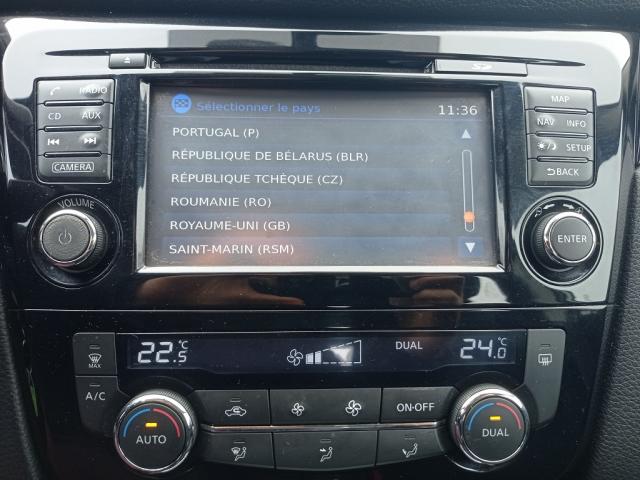 RADIO
CD AUX
CAMERA
VOLUME
Sélectionner le pays 11:36
PORTUGAL (P)
RÉPUBLIQUE DE BÉLARUS (BLR)
RÉPUBLIQUE TCHÈQUE (CZ)
ROUMANIE (RO)
ROYAUME-UNI (GB)
SAINT-MARIN (RSM)
MAP
NAV INFO
SETUP
BACK
ENTER
MAX
A/C
22.5°C
DUAL
24.0°C
AUTO
ON·OFF
DUAL